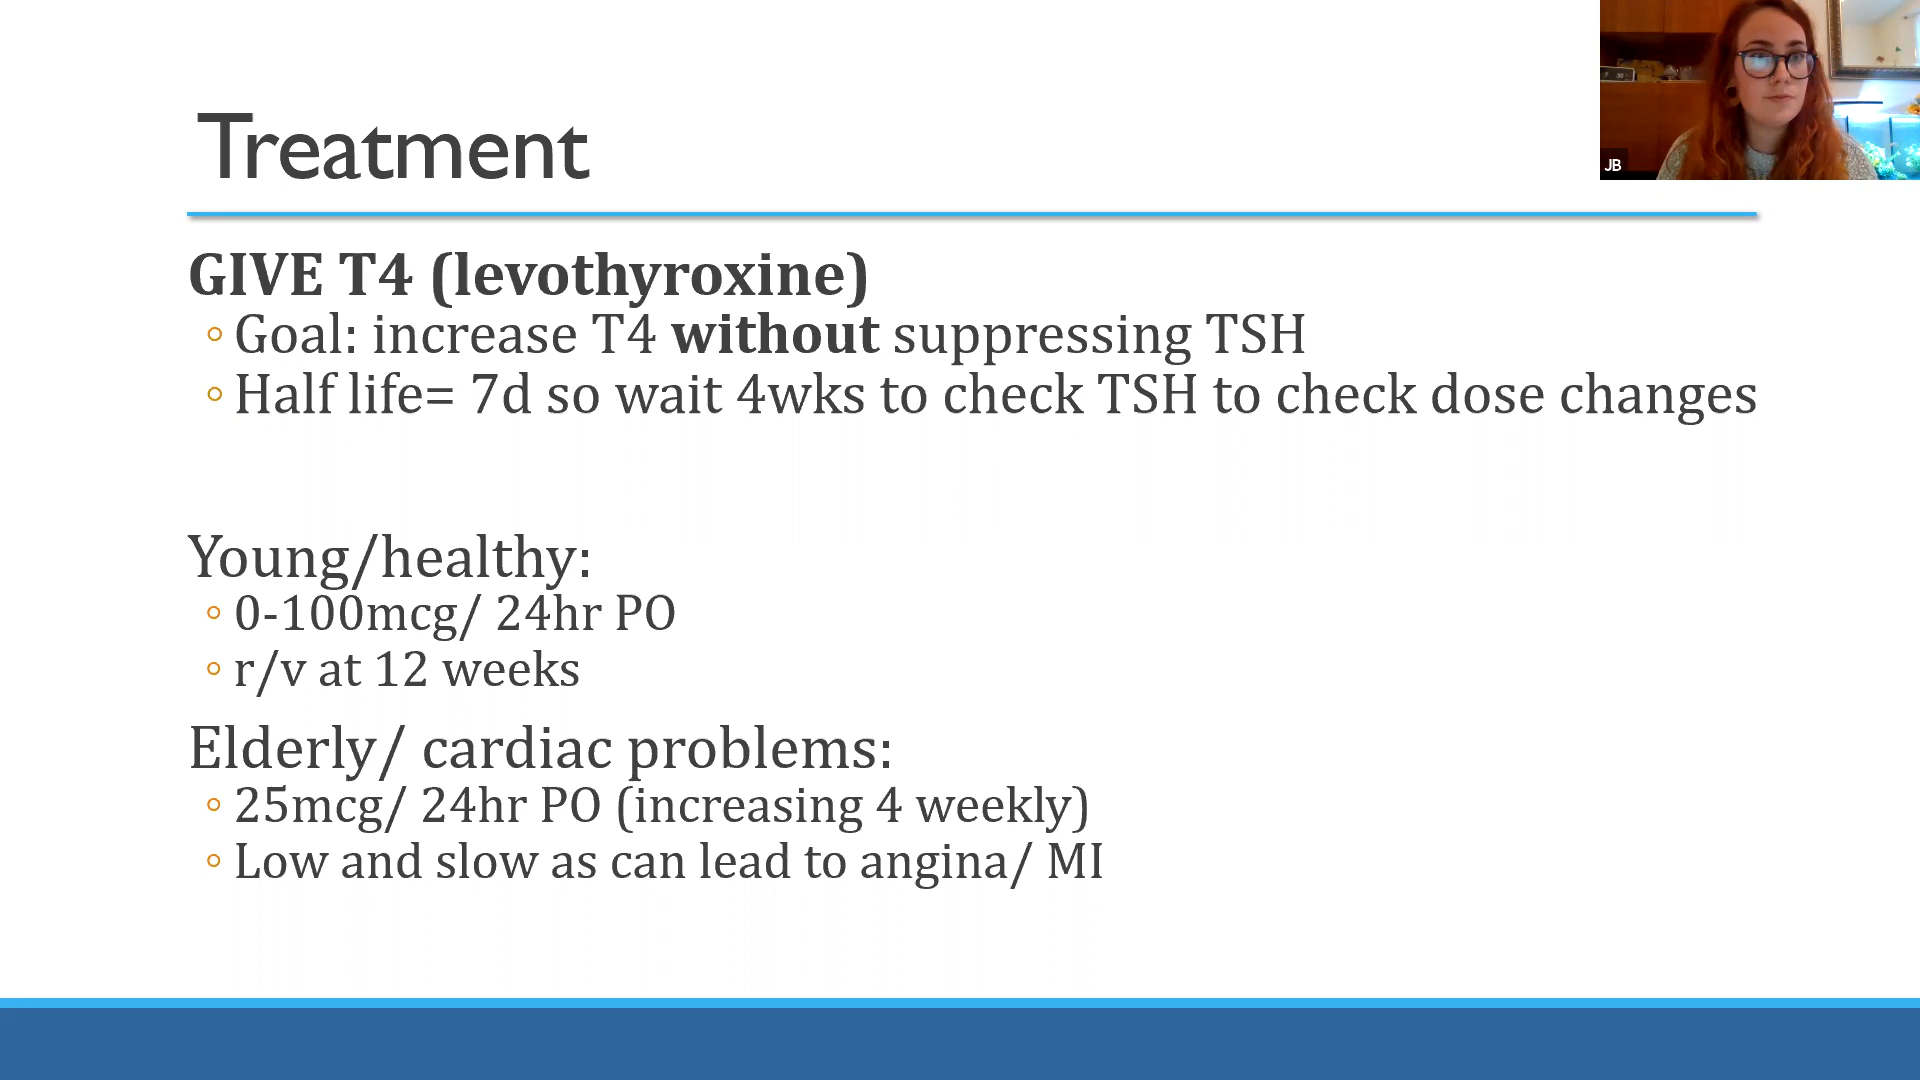 Treatment
JB
GIVE T4 (levothyroxine)
◦ Goal: increase T4 without suppressing TSH
◦ Half life= 7d so wait 4wks to check TSH to check dose changes
Young/healthy:
◦ 0-100mcg/ 24hr PO
◦ r/v at 12 weeks
Elderly/ cardiac problems:
◦ 25mcg/ 24hr PO (increasing 4 weekly)
◦ Low and slow as can lead to angina/ MI